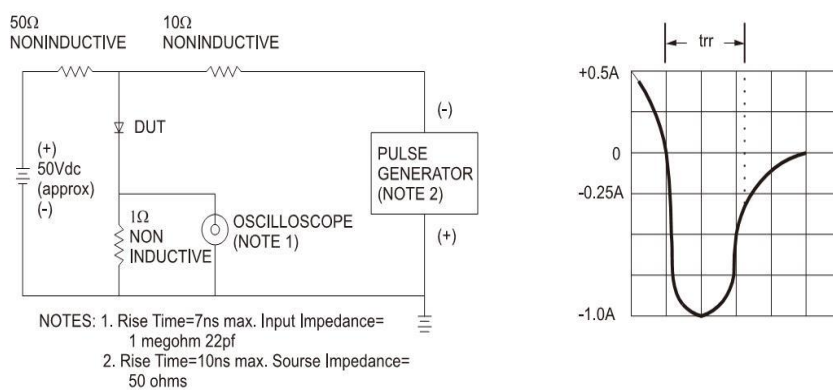 50Ω
NONINDUCTIVE
10Ω
NONINDUCTIVE
DUT
(+)
50Vdc
(approx)
(-)
1Ω
NON
INDUCTIVE
OSCILLOSCOPE
(NOTE 1)
(-)
PULSE
GENERATOR
(NOTE 2)
(+)
NOTES: 1. Rise Time=7ns max. Input Impedance=
1 megohm 22pf
2. Rise Time=10ns max. Sourse Impedance=
50 ohms
trr
+0.5A
0
-0.25A
-1.0A